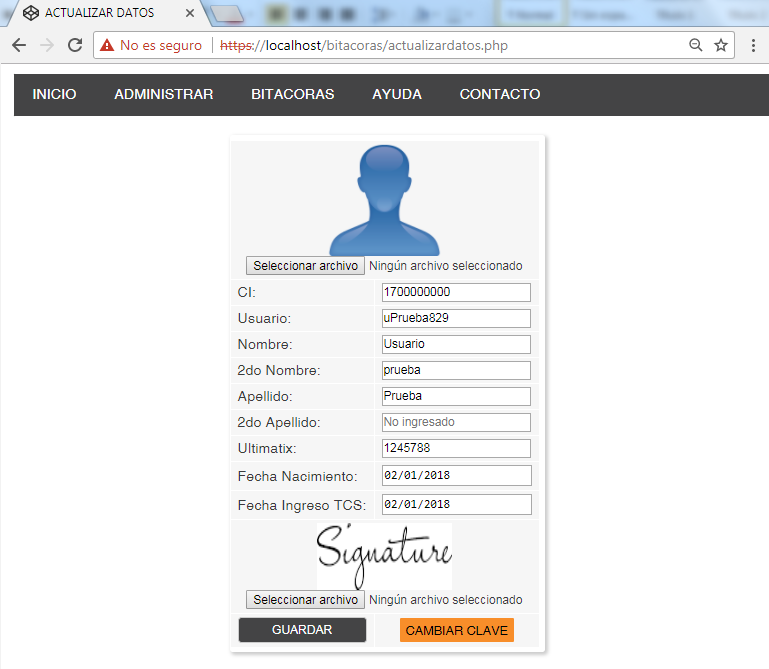 ACTUALIZAR DATOS
No es seguro https://localhost/bitacoras/actualizardatos.php
INICIO ADMINISTRAR BITACORAS AYUDA CONTACTO
Seleccionar archivo Ningún archivo seleccionado
CI: 1700000000
Usuario: uPrueba829
Nombre: Usuario
2do Nombre: prueba
Apellido: Prueba
2do Apellido: No ingresado
Ultimatix: 1245788
Fecha Nacimiento: 02/01/2018
Fecha Ingreso TCS: 02/01/2018
Signature
Seleccionar archivo Ningún archivo seleccionado
GUARDAR CAMBIAR CLAVE